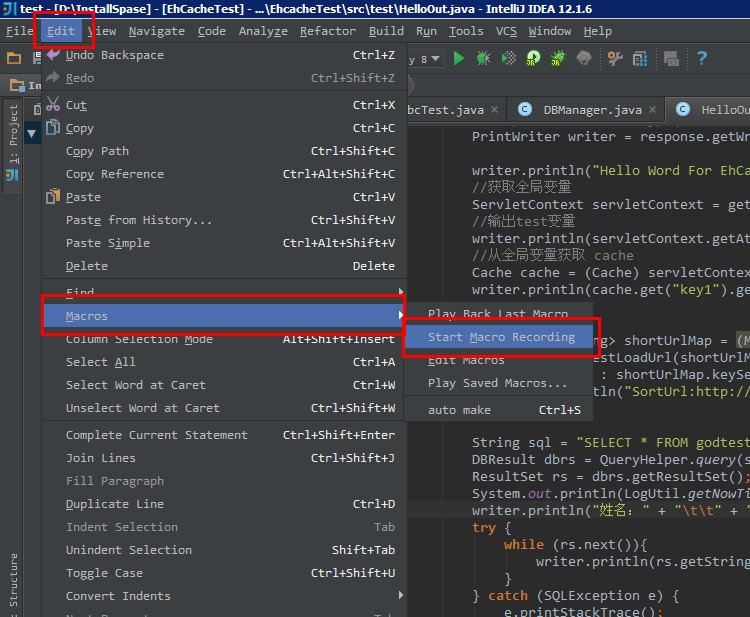 test - [D:\InstallSpase] - [EhCacheTest] - ...\EhcacheTest\src\test\HelloOut.java - IntelliJ IDEA 12.1.6
File Edit View Navigate Code Analyze Refactor Build Run Tools VCS Window Help
Undo Backspace Ctrl+Z
Redo Ctrl+Shift+Z
Cut Ctrl+X
Copy Ctrl+C
Copy Path Ctrl+Shift+C
Copy Reference Ctrl+Alt+Shift+C
Paste Ctrl+V
Paste from History... Ctrl+Shift+V
Paste Simple Ctrl+Alt+Shift+V
Delete Delete
Find
Macros
Column Selection Mode Alt+Shift+Insert
Select All Ctrl+A
Select Word at Caret Ctrl+W
Unselect Word at Caret Ctrl+Shift+W
Complete Current Statement Ctrl+Shift+Enter
Join Lines Ctrl+Shift+J
Fill Paragraph
Duplicate Line Ctrl+D
Indent Selection Tab
Unindent Selection Shift+Tab
Toggle Case Ctrl+Shift+U
Convert Indents
Play Back Last Macro
Start Macro Recording
Edit Macros
Play Saved Macros...
auto make Ctrl+S
1: Project
Structure
y 8
In
bcTest.java
DBManager.java
HelloOu
PrintWriter writer = response.getWr
writer.println("Hello Word For EhCa
//获取全局变量
ServletContext servletContext = get
//输出test变量
writer.println(servletContext.getAt
//从全局变量获取 cache
Cache cache = (Cache) servletContex
writer.println(cache.get("key1").ge
ng> shortUrlMap = (M
estLoadUrl(shortUrlM
: shortUrlMap.keySe
tln("SortUrl:http://
String sql = "SELECT * FROM godtest
DBResult dbrs = QueryHelper.query(s
ResultSet rs = dbrs.getResultSet();
System.out.println(LogUtil.getNowTi
writer.println("姓名：" + "\t\t" + "
try {
while (rs.next()){
writer.println(rs.getString
}
} catch (SQLException e) {
e.printStackTrace();